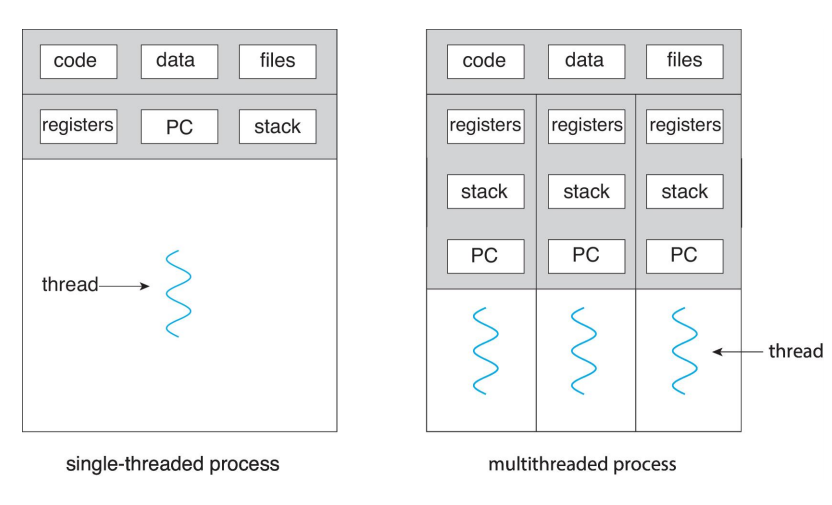 code data files
registers PC stack
thread
single-threaded process
code data files
registers registers registers
stack stack stack
PC PC PC
thread
multithreaded process